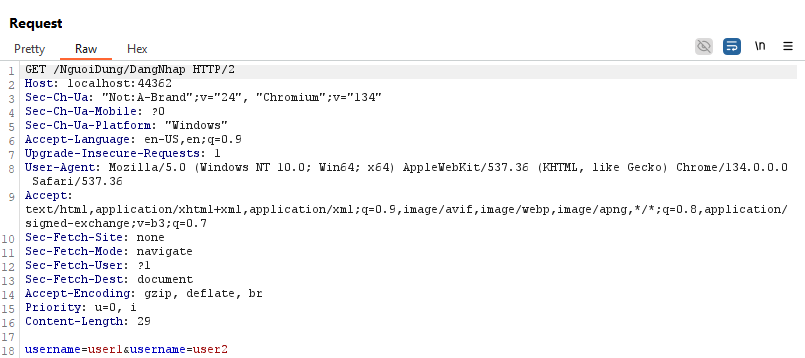 Request
Pretty Raw Hex
\n
1 GET /NguoiDung/DangNhap HTTP/2
2 Host: localhost:44362
3 Sec-Ch-Ua: "Not:A-Brand";v="24", "Chromium";v="134"
4 Sec-Ch-Ua-Mobile: ?0
5 Sec-Ch-Ua-Platform: "Windows"
6 Accept-Language: en-US,en;q=0.9
7 Upgrade-Insecure-Requests: 1
8 User-Agent: Mozilla/5.0 (Windows NT 10.0; Win64; x64) AppleWebKit/537.36 (KHTML, like Gecko) Chrome/134.0.0.0
Safari/537.36
9 Accept:
text/html,application/xhtml+xml,application/xml;q=0.9,image/avif,image/webp,image/apng,*/*;q=0.8,application/
signed-exchange;v=b3;q=0.7
10 Sec-Fetch-Site: none
11 Sec-Fetch-Mode: navigate
12 Sec-Fetch-User: ?1
13 Sec-Fetch-Dest: document
14 Accept-Encoding: gzip, deflate, br
15 Priority: u=0, i
16 Content-Length: 29
17
18 username=user1&username=user2